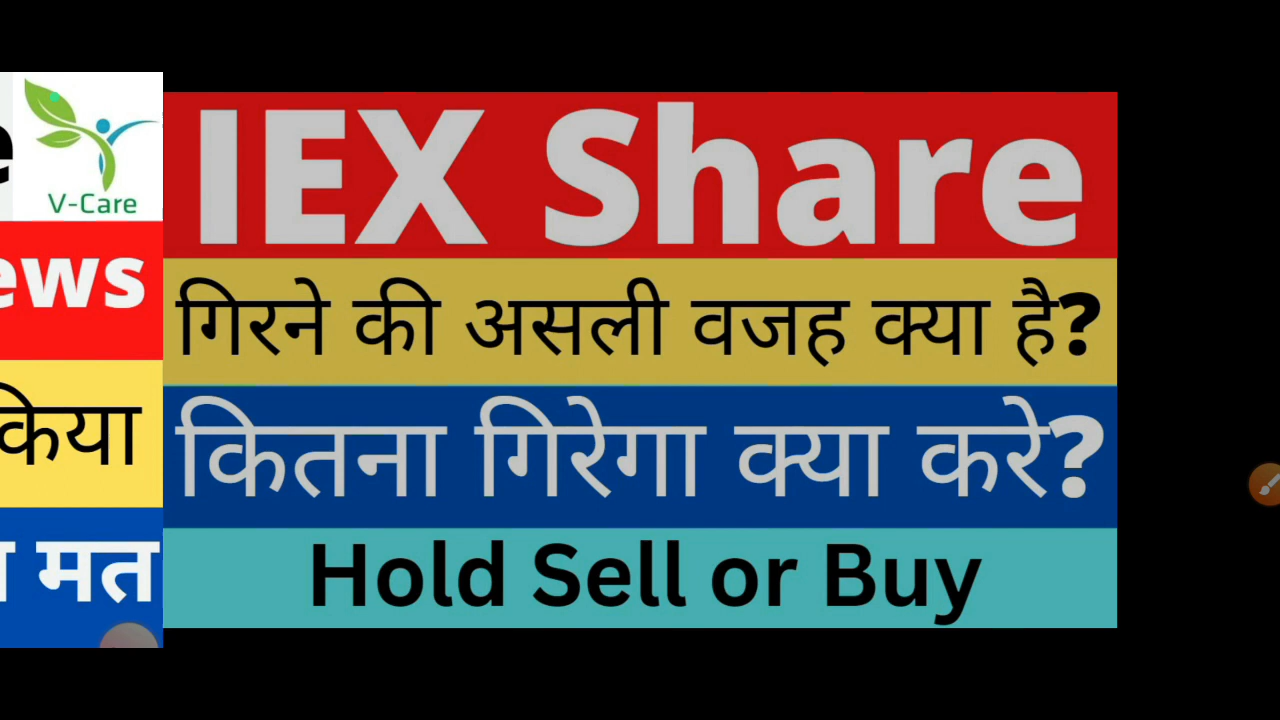 V-Care
ews
किया
मत
IEX Share
गिरने की असली वजह क्या है?
कितना गिरेगा क्या करे?
Hold Sell or Buy